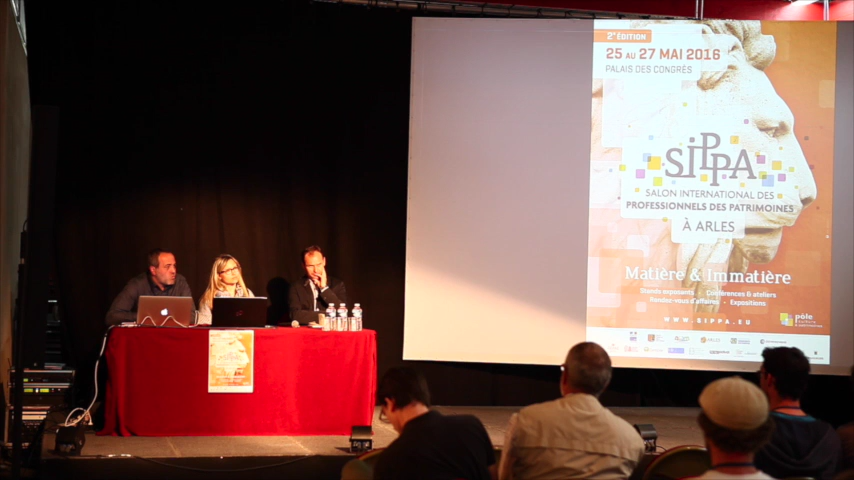 2e ÉDITION
25 AU 27 MAI 2016
PALAIS DES CONGRÈS
SIPPA
SALON INTERNATIONAL DES
PROFESSIONNELS DES PATRIMOINES
À ARLES
Matière & Immatière
Stands exposants - Conférences & ateliers
Rendez-vous d'affaires - Expositions
WWW.SIPPA.EU
pôle